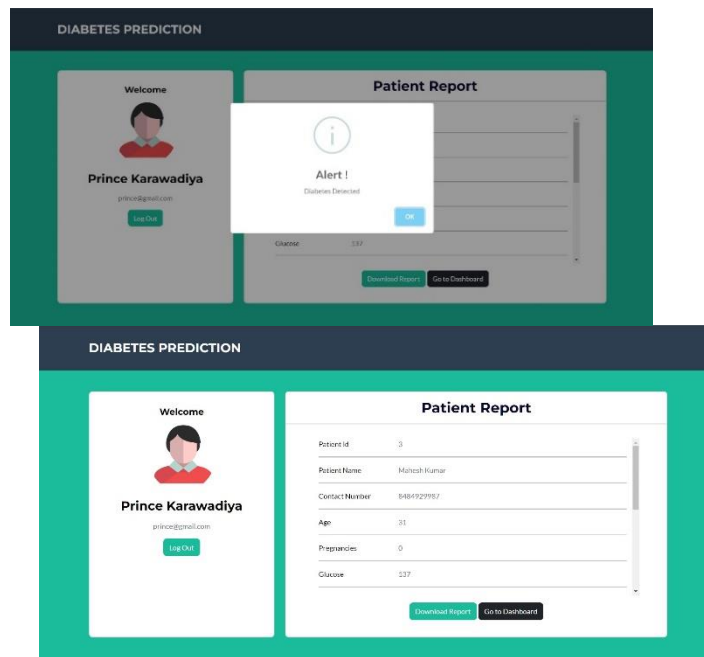 DIABETES PREDICTION
Welcome
Prince Karawadiya
prince@gmail.com
Log Out
Patient Report
i
Alert !
Diabetes Detected
OK
Glucose 137
Download Report Go to Dashboard
DIABETES PREDICTION
Welcome
Prince Karawadiya
prince@gmail.com
Log Out
Patient Report
Patient Id 3
Patient Name Mahesh Kumar
Contact Number 8484929987
Age 31
Pregnancies 0
Glucose 137
Download Report Go to Dashboard